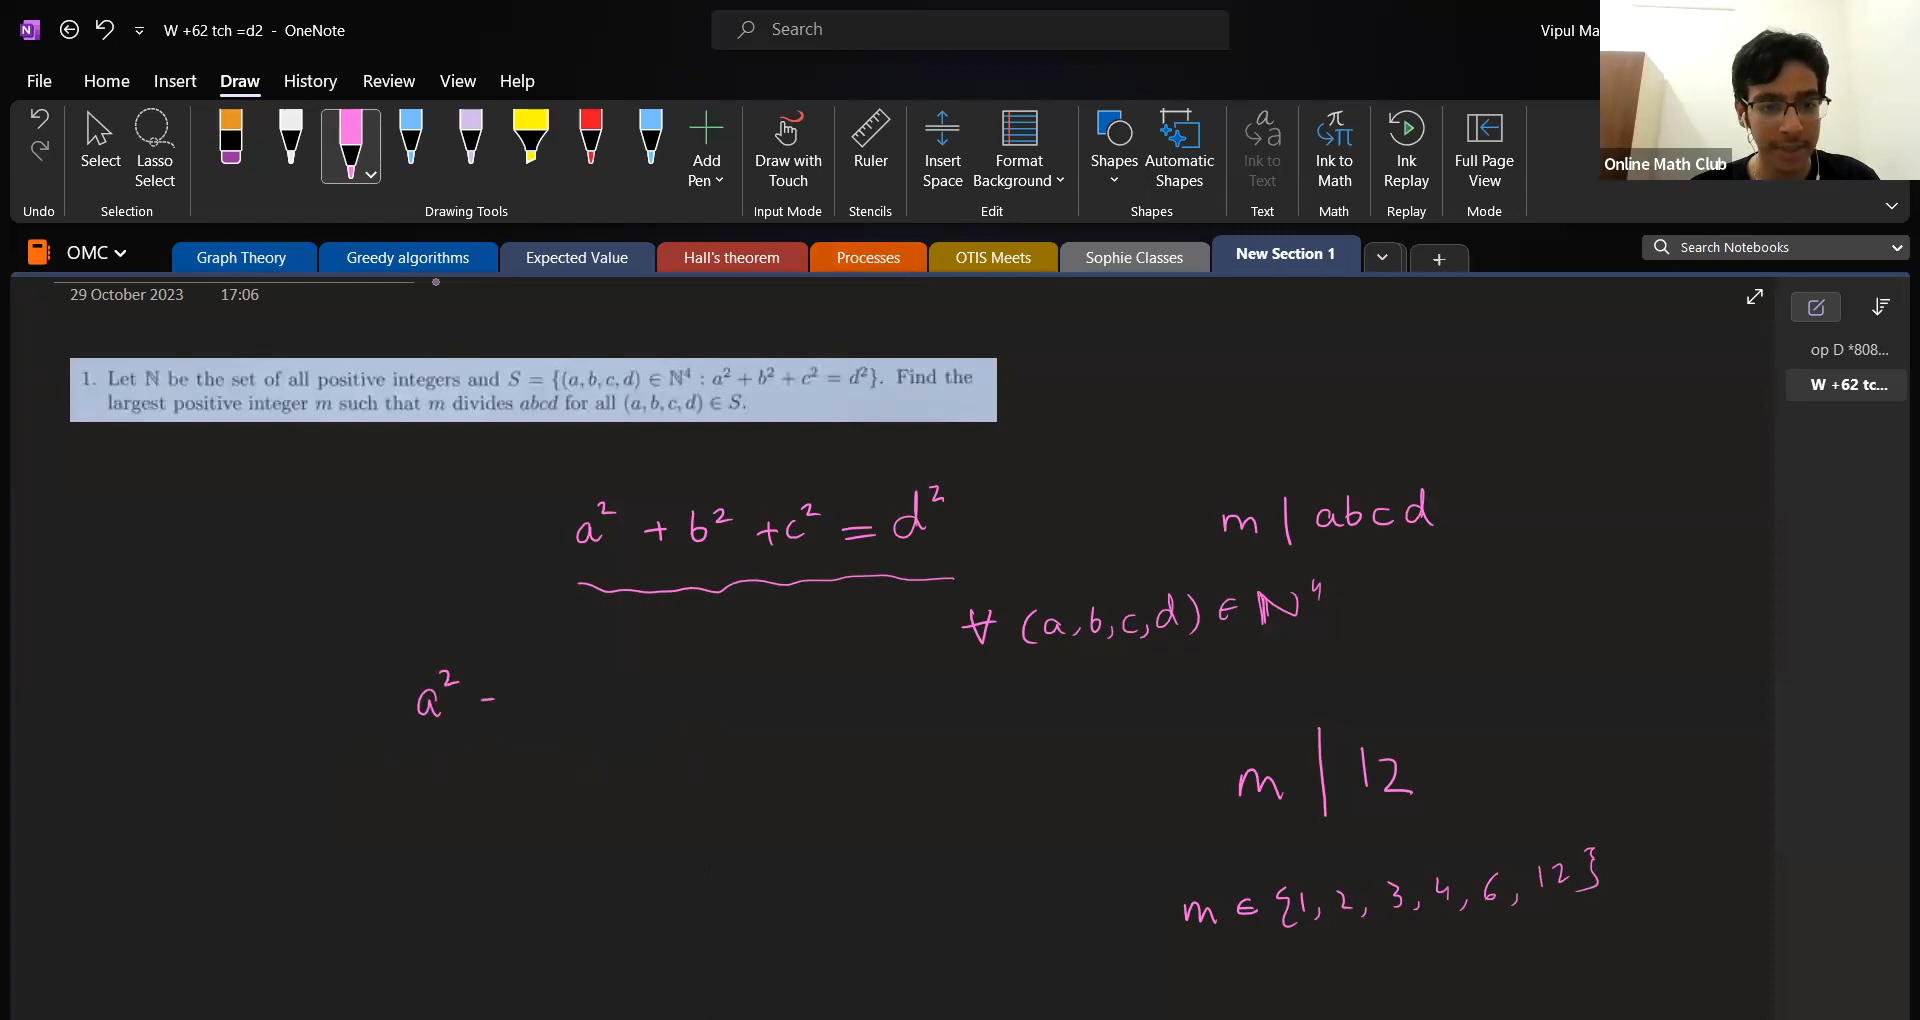 W +62 tch =d2 - OneNote
Search
Vipul Ma
File Home Insert Draw History Review View Help
Undo
Select
Lasso Select
Selection
Drawing Tools
Add Pen
Draw with Touch
Input Mode
Ruler
Stencils
Insert Space
Format Background
Edit
Shapes
Automatic Shapes
Shapes
Ink to Text
Text
Ink to Math
Math
Ink Replay
Replay
Full Page View
Mode
Online Math Club
OMC
Graph Theory Greedy algorithms Expected Value Hall's theorem Processes OTIS Meets Sophie Classes New Section 1
Search Notebooks
29 October 2023 17:06
op D *808...
W +62 tc...
1. Let ℕ be the set of all positive integers and S = {(a, b, c, d) ∈ ℕ⁴ : a² + b² + c² = d²}. Find the
largest positive integer m such that m divides abcd for all (a, b, c, d) ∈ S.
a² + b² + c² = d²
m | abcd
∀ (a, b, c, d) ∈ ℕ⁴
a² -
m | 12
m ∈ {1, 2, 3, 4, 6, 12}